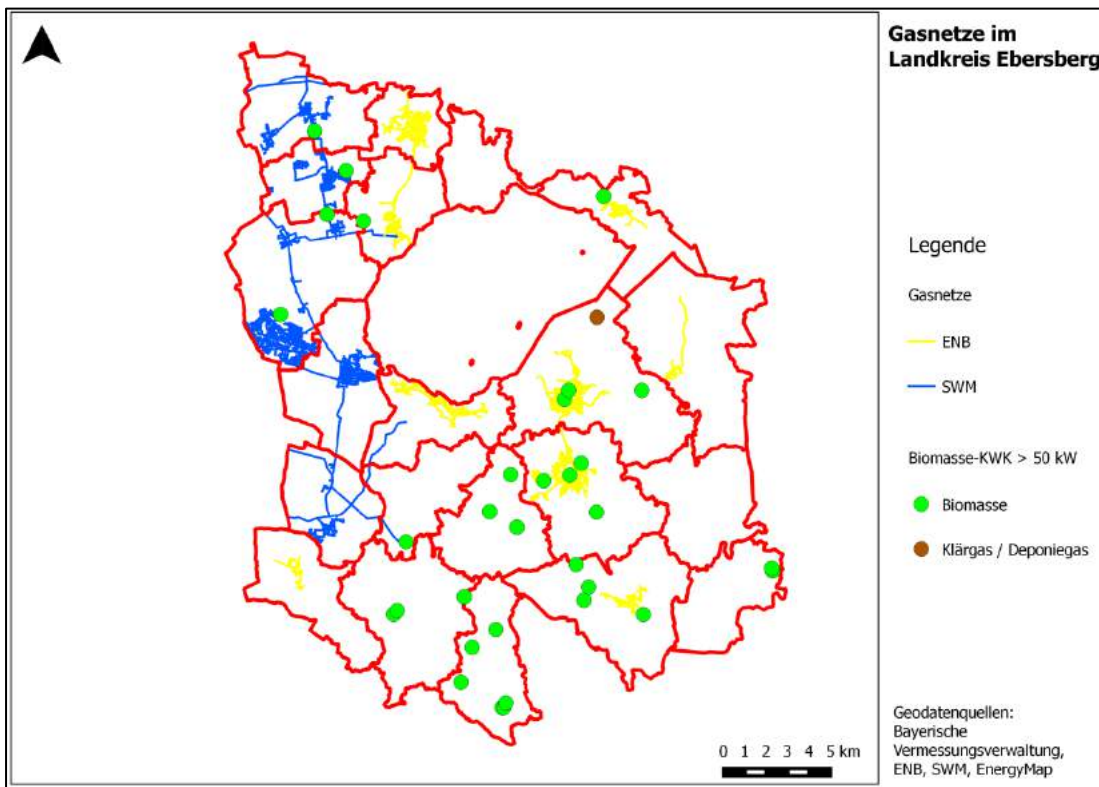 Gasnetze im
Landkreis Ebersberg
Legende
Gasnetze
ENB
SWM
Biomasse-KWK > 50 kW
Biomasse
Klärgas / Deponiegas
0 1 2 3 4 5 km
Geodatenquellen:
Bayerische
Vermessungsverwaltung,
ENB, SWM, EnergyMap